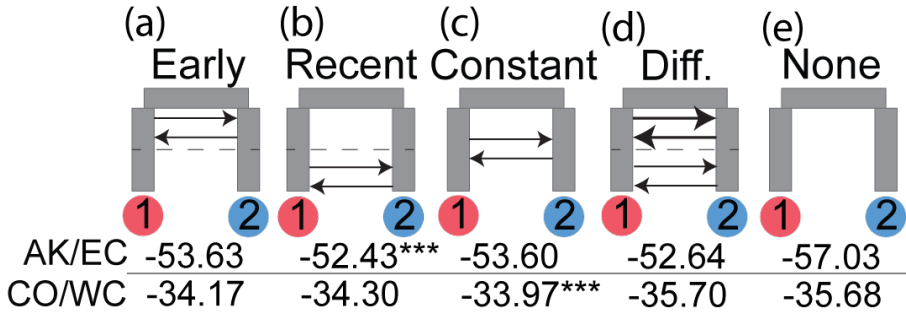 (a) (b) (c) (d) (e)
Early Recent Constant Diff. None
1 2 1 2 1 2 1 2 1 2
AK/EC -53.63 -52.43*** -53.60 -52.64 -57.03
CO/WC -34.17 -34.30 -33.97*** -35.70 -35.68